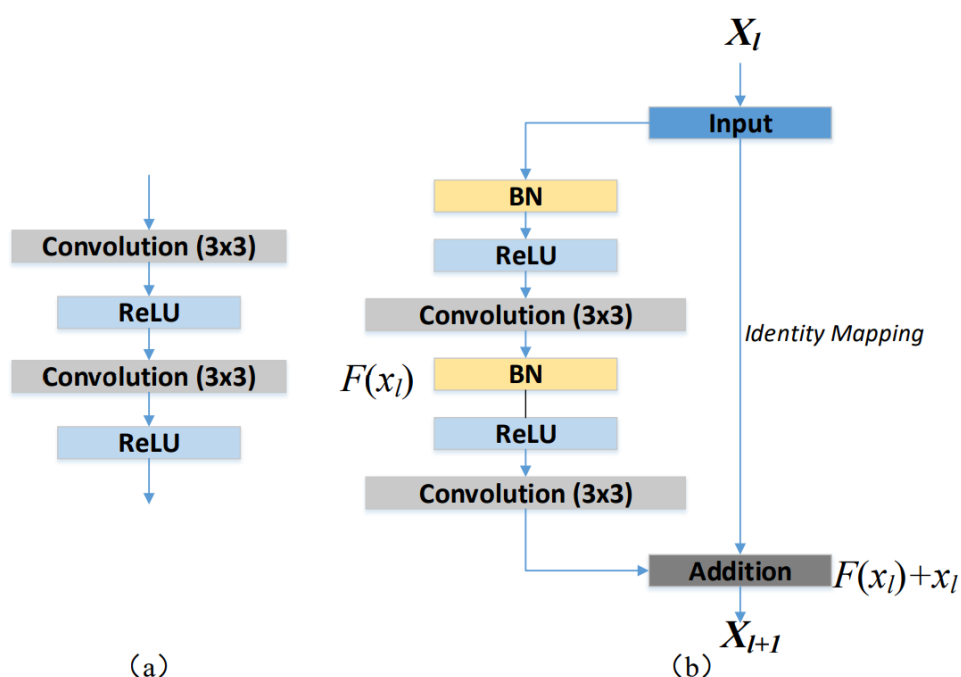 Convolution (3x3)
ReLU
Convolution (3x3)
ReLU
(a)
Xl
Input
BN
ReLU
Convolution (3x3)
Identity Mapping
F(xl)
BN
ReLU
Convolution (3x3)
Addition
F(xl)+xl
Xl+1
(b)